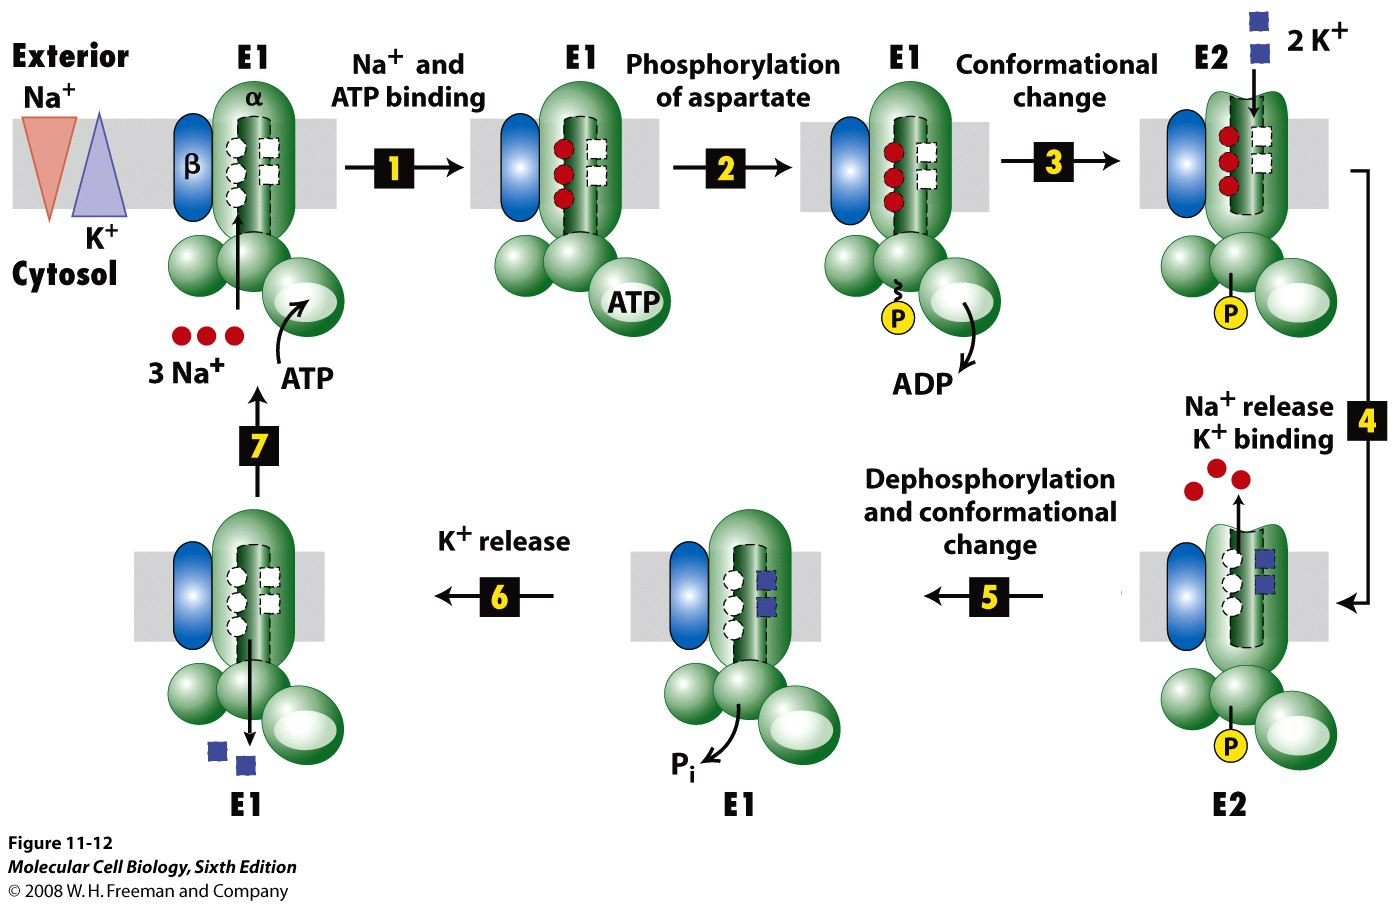 Exterior
Na⁺
K⁺
Cytosol
E1
α
β
3 Na⁺
ATP
Na⁺ and
ATP binding
1
E1
ATP
Phosphorylation
of aspartate
2
E1
P
ADP
Conformational
change
3
E2
2 K⁺
P
4
Na⁺ release
K⁺ binding
P
E2
Dephosphorylation
and conformational
change
5
Pᵢ
E1
K⁺ release
6
E1
7
Figure 11-12
Molecular Cell Biology, Sixth Edition
© 2008 W. H. Freeman and Company